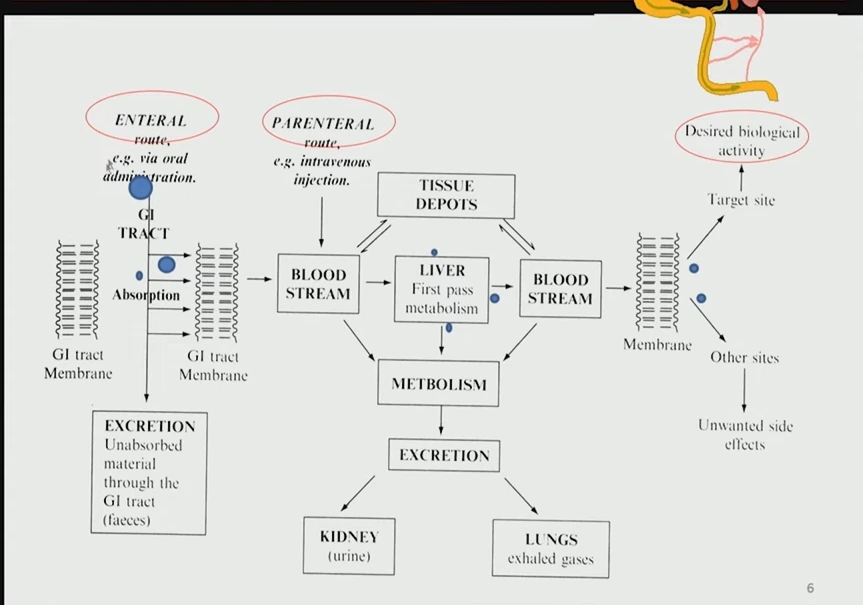 ENTERAL
route,
e.g. via oral
administration.
GI
TRACT
Absorption
GI tract
Membrane
GI tract
Membrane
EXCRETION
Unabsorbed
material
through the
GI tract
(faeces)
PARENTERAL
route,
e.g. intravenous
injection.
BLOOD
STREAM
TISSUE
DEPOTS
LIVER
First pass
metabolism
BLOOD
STREAM
METBOLISM
EXCRETION
KIDNEY
(urine)
LUNGS
exhaled gases
Membrane
Desired biological
activity
Target site
Other sites
Unwanted side
effects
6